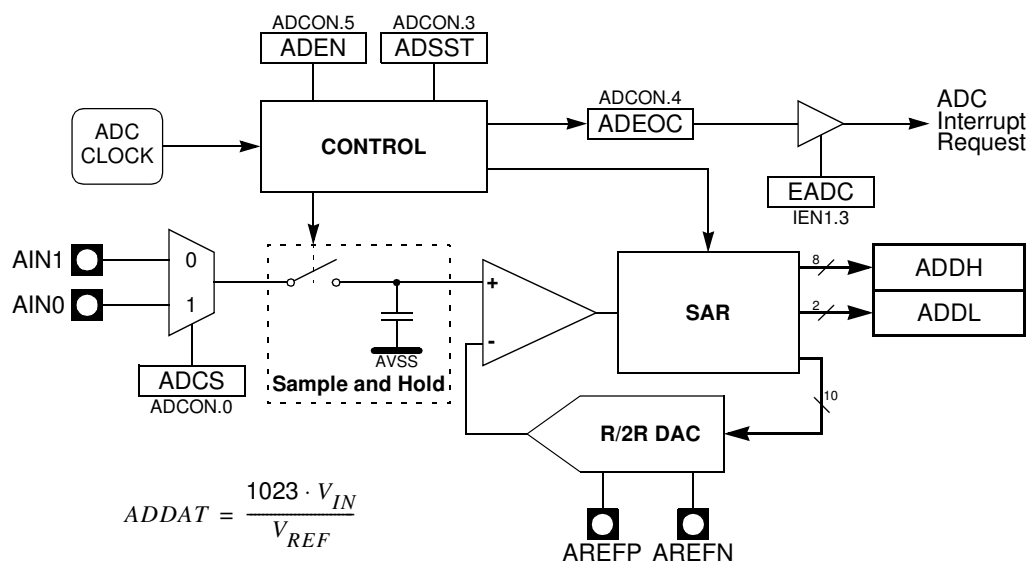 ADCON.5
ADEN
ADCON.3
ADSST
ADC
CLOCK
CONTROL
ADCON.4
ADEOC
ADC
Interrupt
Request
EADC
IEN1.3
AIN1
AIN0
0
1
ADCS
ADCON.0
AVSS
Sample and Hold
+
-
SAR
8
ADDH
2
ADDL
10
R/2R DAC
AREFP
AREFN
ADDAT = 1023 · V_IN / V_REF